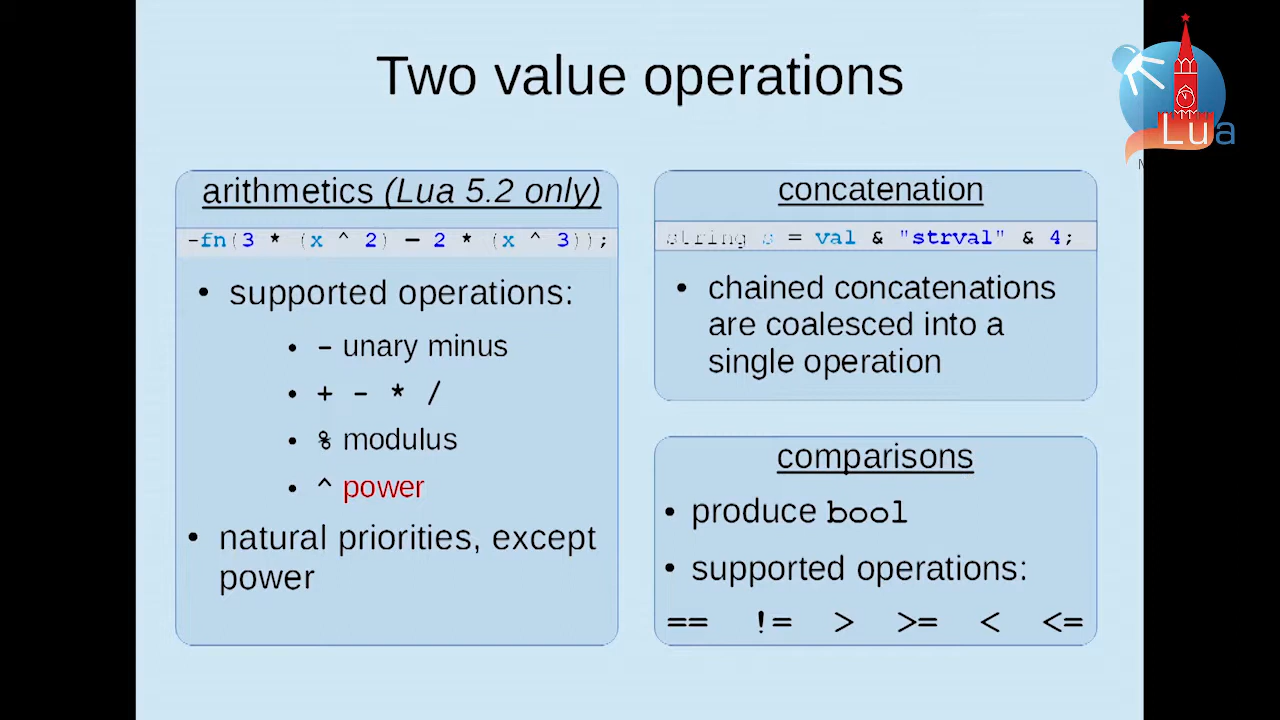 Two value operations
arithmetics (Lua 5.2 only)
-fn(3 * (x ^ 2) - 2 * (x ^ 3));
• supported operations:
• - unary minus
• + - * /
• % modulus
• ^ power
• natural priorities, except
power
concatenation
string s = val & "strval" & 4;
• chained concatenations
are coalesced into a
single operation
comparisons
• produce bool
• supported operations:
== != > >= < <=
Lua